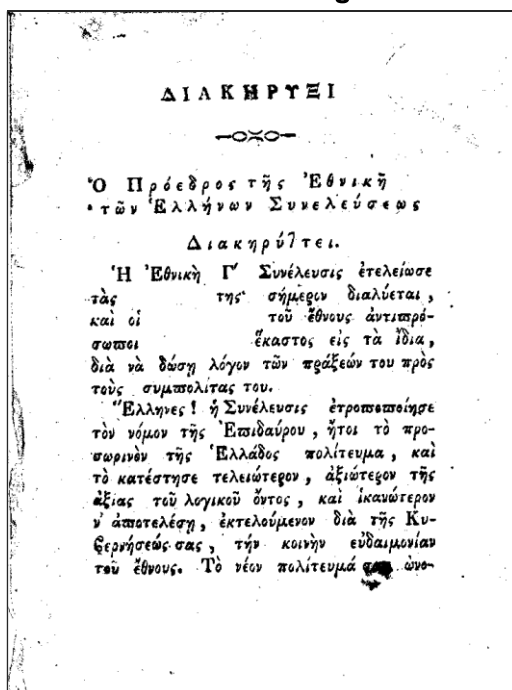 ΔΙΑΚΗΡΥΞΙ
Ὁ Πρόεδρος τῆς Ἐθνικῆ
τῶν Ἑλλήνων Συνελεύσεως
Διακηρύττει.
Ἡ Ἐθνικὴ Γ΄ Συνέλευσις ἐτελείωσε
τὰς της· σήμερον διαλύεται,
καὶ οἱ τοῦ ἔθνους ἀντιπρό-
σωποι ἕκαστος εἰς τὰ ἴδια,
διὰ νὰ δώσῃ λόγον τῶν πράξεών του πρὸς
τοὺς συμπολίτας του.
Ἕλληνες! ἡ Συνέλευσις ἐτροποποίησε
τὸν νόμον τῆς Ἐπιδαύρου, ἤτοι τὸ προ-
σωρινὸν τῆς Ἑλλάδος πολίτευμα, καὶ
τὸ κατέστησε τελειώτερον, ἀξιώτερον τῆς
ἀξίας τοῦ λογικοῦ ὄντος, καὶ ἱκανώτερον
ν' ἀποτελέσῃ, ἐκτελούμενον διὰ τῆς Κυ-
βερνήσεώς σας, τὴν κοινὴν εὐδαιμονίαν
τοῦ ἔθνους. Τὸ νέον πολίτευμά ὠνο-